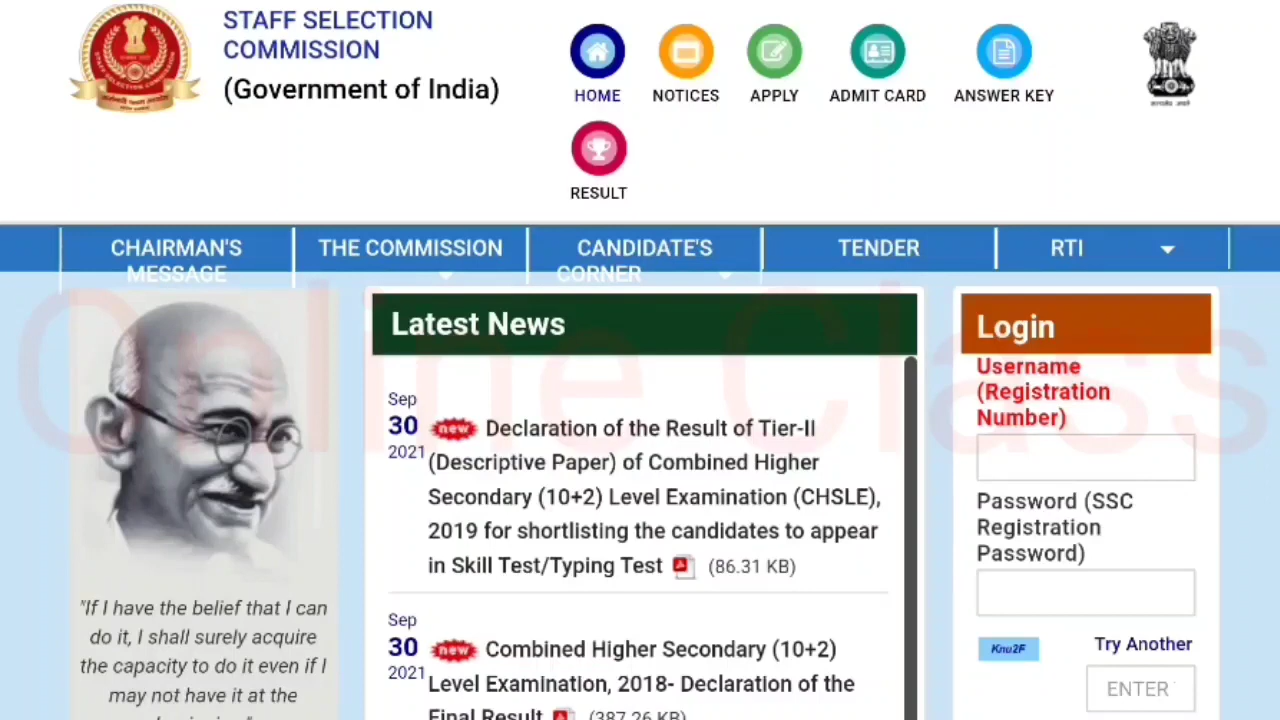 STAFF SELECTION
COMMISSION
(Government of India)
HOME
NOTICES
APPLY
ADMIT CARD
ANSWER KEY
RESULT
CHAIRMAN'S
MESSAGE
THE COMMISSION
CANDIDATE'S
CORNER
TENDER
RTI
Online Class
"If I have the belief that I can
do it, I shall surely acquire
the capacity to do it even if I
may not have it at the
Latest News
Sep
30
2021
new Declaration of the Result of Tier-II
(Descriptive Paper) of Combined Higher
Secondary (10+2) Level Examination (CHSLE),
2019 for shortlisting the candidates to appear
in Skill Test/Typing Test (86.31 KB)
Sep
30
2021
new Combined Higher Secondary (10+2)
Level Examination, 2018- Declaration of the
Final Result (387.26 KB)
Login
Username
(Registration
Number)
Password (SSC
Registration
Password)
Knu2F
Try Another
ENTER